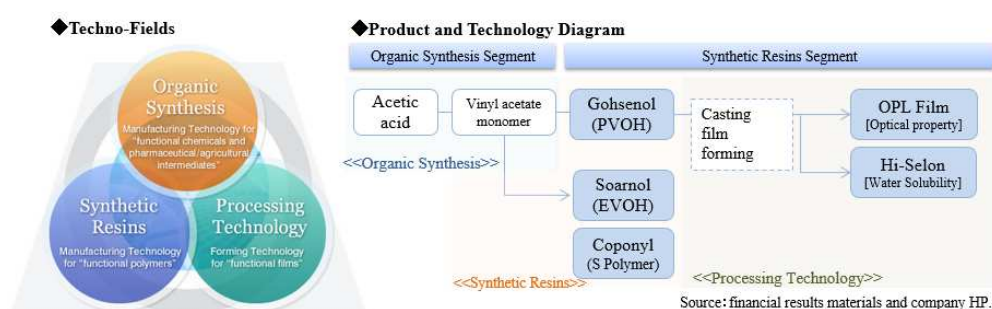 ◆Techno-Fields
Organic
Synthesis
Manufacturing Technology for
"functional chemicals and
pharmaceutical/agricultural
intermediates"
Synthetic
Resins
Manufacturing Technology
for "functional polymers"
Processing
Technology
Forming Technology
for "functional films"
◆Product and Technology Diagram
Organic Synthesis Segment
Synthetic Resins Segment
Acetic
acid
Vinyl acetate
monomer
Gohsenol
(PVOH)
Casting
film
forming
OPL Film
[Optical property]
<<Organic Synthesis>>
Hi-Selon
[Water Solubility]
Soarnol
(EVOH)
Coponyl
(S Polymer)
<<Synthetic Resins>>
<<Processing Technology>>
Source: financial results materials and company HP.